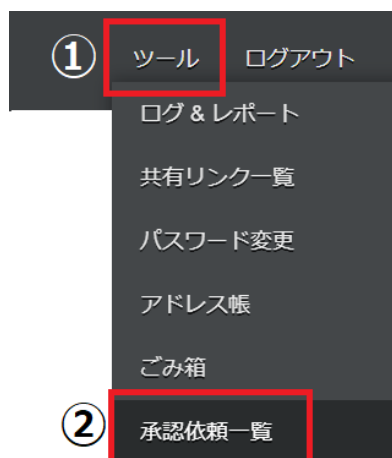 ① ツール ログアウト
ログ & レポート
共有リンク一覧
パスワード変更
アドレス帳
ごみ箱
② 承認依頼一覧